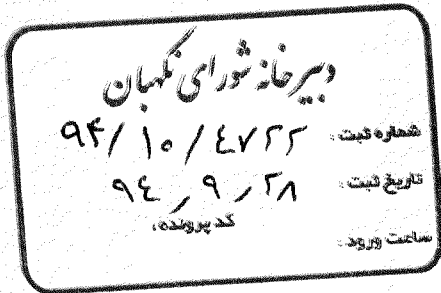 دبیرخانه شورای نگهبان
شماره ثبت: ۹۴/۱۰/۴۷۲۲
تاریخ ثبت: ۹۴/۹/۲۸
کد پرونده:
ساعت ورود: